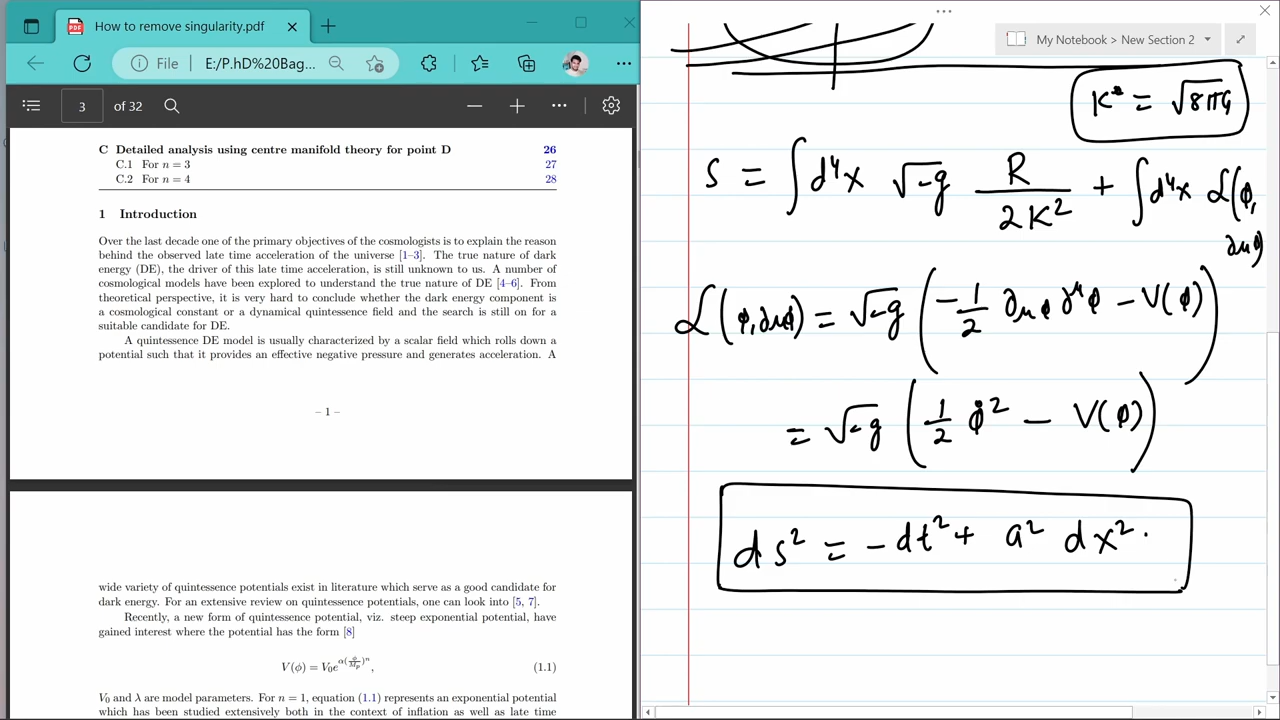 How to remove singularity.pdf
File E:/P.hD%20Bag...
3 of 32
C Detailed analysis using centre manifold theory for point D 26
C.1 For n = 3 27
C.2 For n = 4 28
1 Introduction
Over the last decade one of the primary objectives of the cosmologists is to explain the reason
behind the observed late time acceleration of the universe [1–3]. The true nature of dark
energy (DE), the driver of this late time acceleration, is still unknown to us. A number of
cosmological models have been explored to understand the true nature of DE [4–6]. From
theoretical perspective, it is very hard to conclude whether the dark energy component is
a cosmological constant or a dynamical quintessence field and the search is still on for a
suitable candidate for DE.
A quintessence DE model is usually characterized by a scalar field which rolls down a
potential such that it provides an effective negative pressure and generates acceleration. A
– 1 –
wide variety of quintessence potentials exist in literature which serve as a good candidate for
dark energy. For an extensive review on quintessence potentials, one can look into [5, 7].
Recently, a new form of quintessence potential, viz. steep exponential potential, have
gained interest where the potential has the form [8]
V(ϕ) = V₀e^{α(ϕ/M_p)^n}, (1.1)
V₀ and λ are model parameters. For n = 1, equation (1.1) represents an exponential potential
which has been studied extensively both in the context of inflation as well as late time
My Notebook > New Section 2
K = √8πG
S = ∫d⁴x √-g R/2K² + ∫d⁴x ℒ(ϕ, ∂μϕ)
ℒ(ϕ,∂μϕ) = √-g (-1/2 ∂μϕ ∂^μϕ - V(ϕ))
= √-g (1/2 ϕ̇² - V(ϕ))
ds² = -dt² + a² dx².